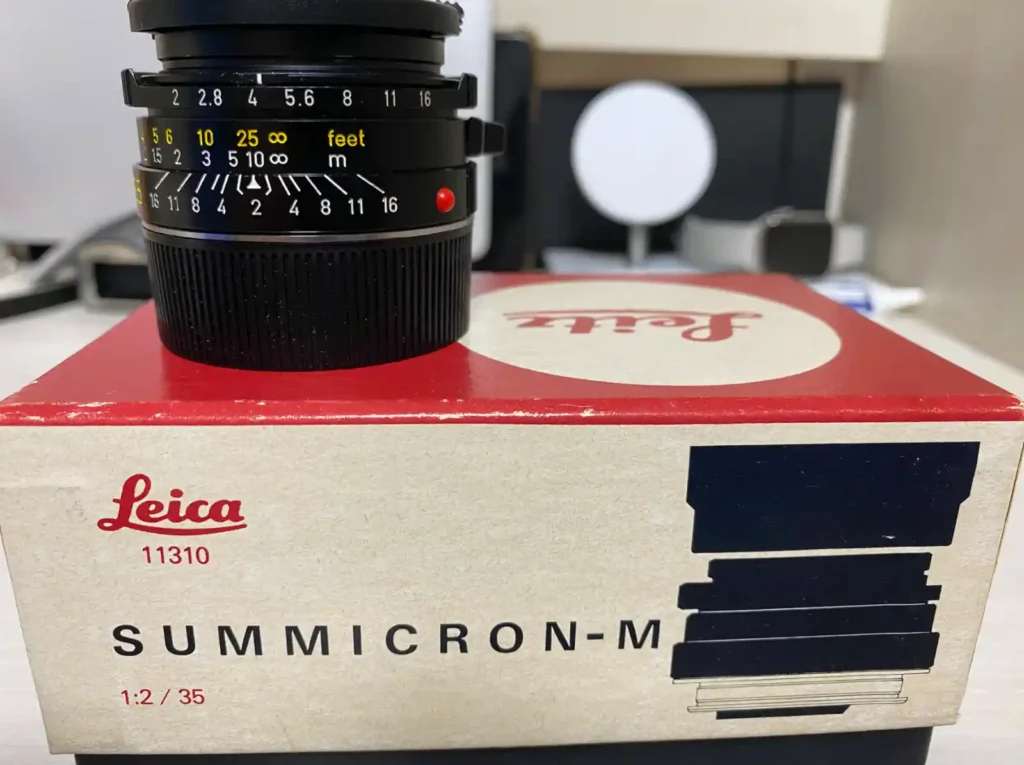 2 2.8 4 5.6 8 11 16
5 6 10 25 ∞ feet
1.5 2 3 5 10 ∞ m
16 11 8 4 2 4 8 11 16
Leitz
Leica
11310
SUMMICRON-M
1:2 / 35